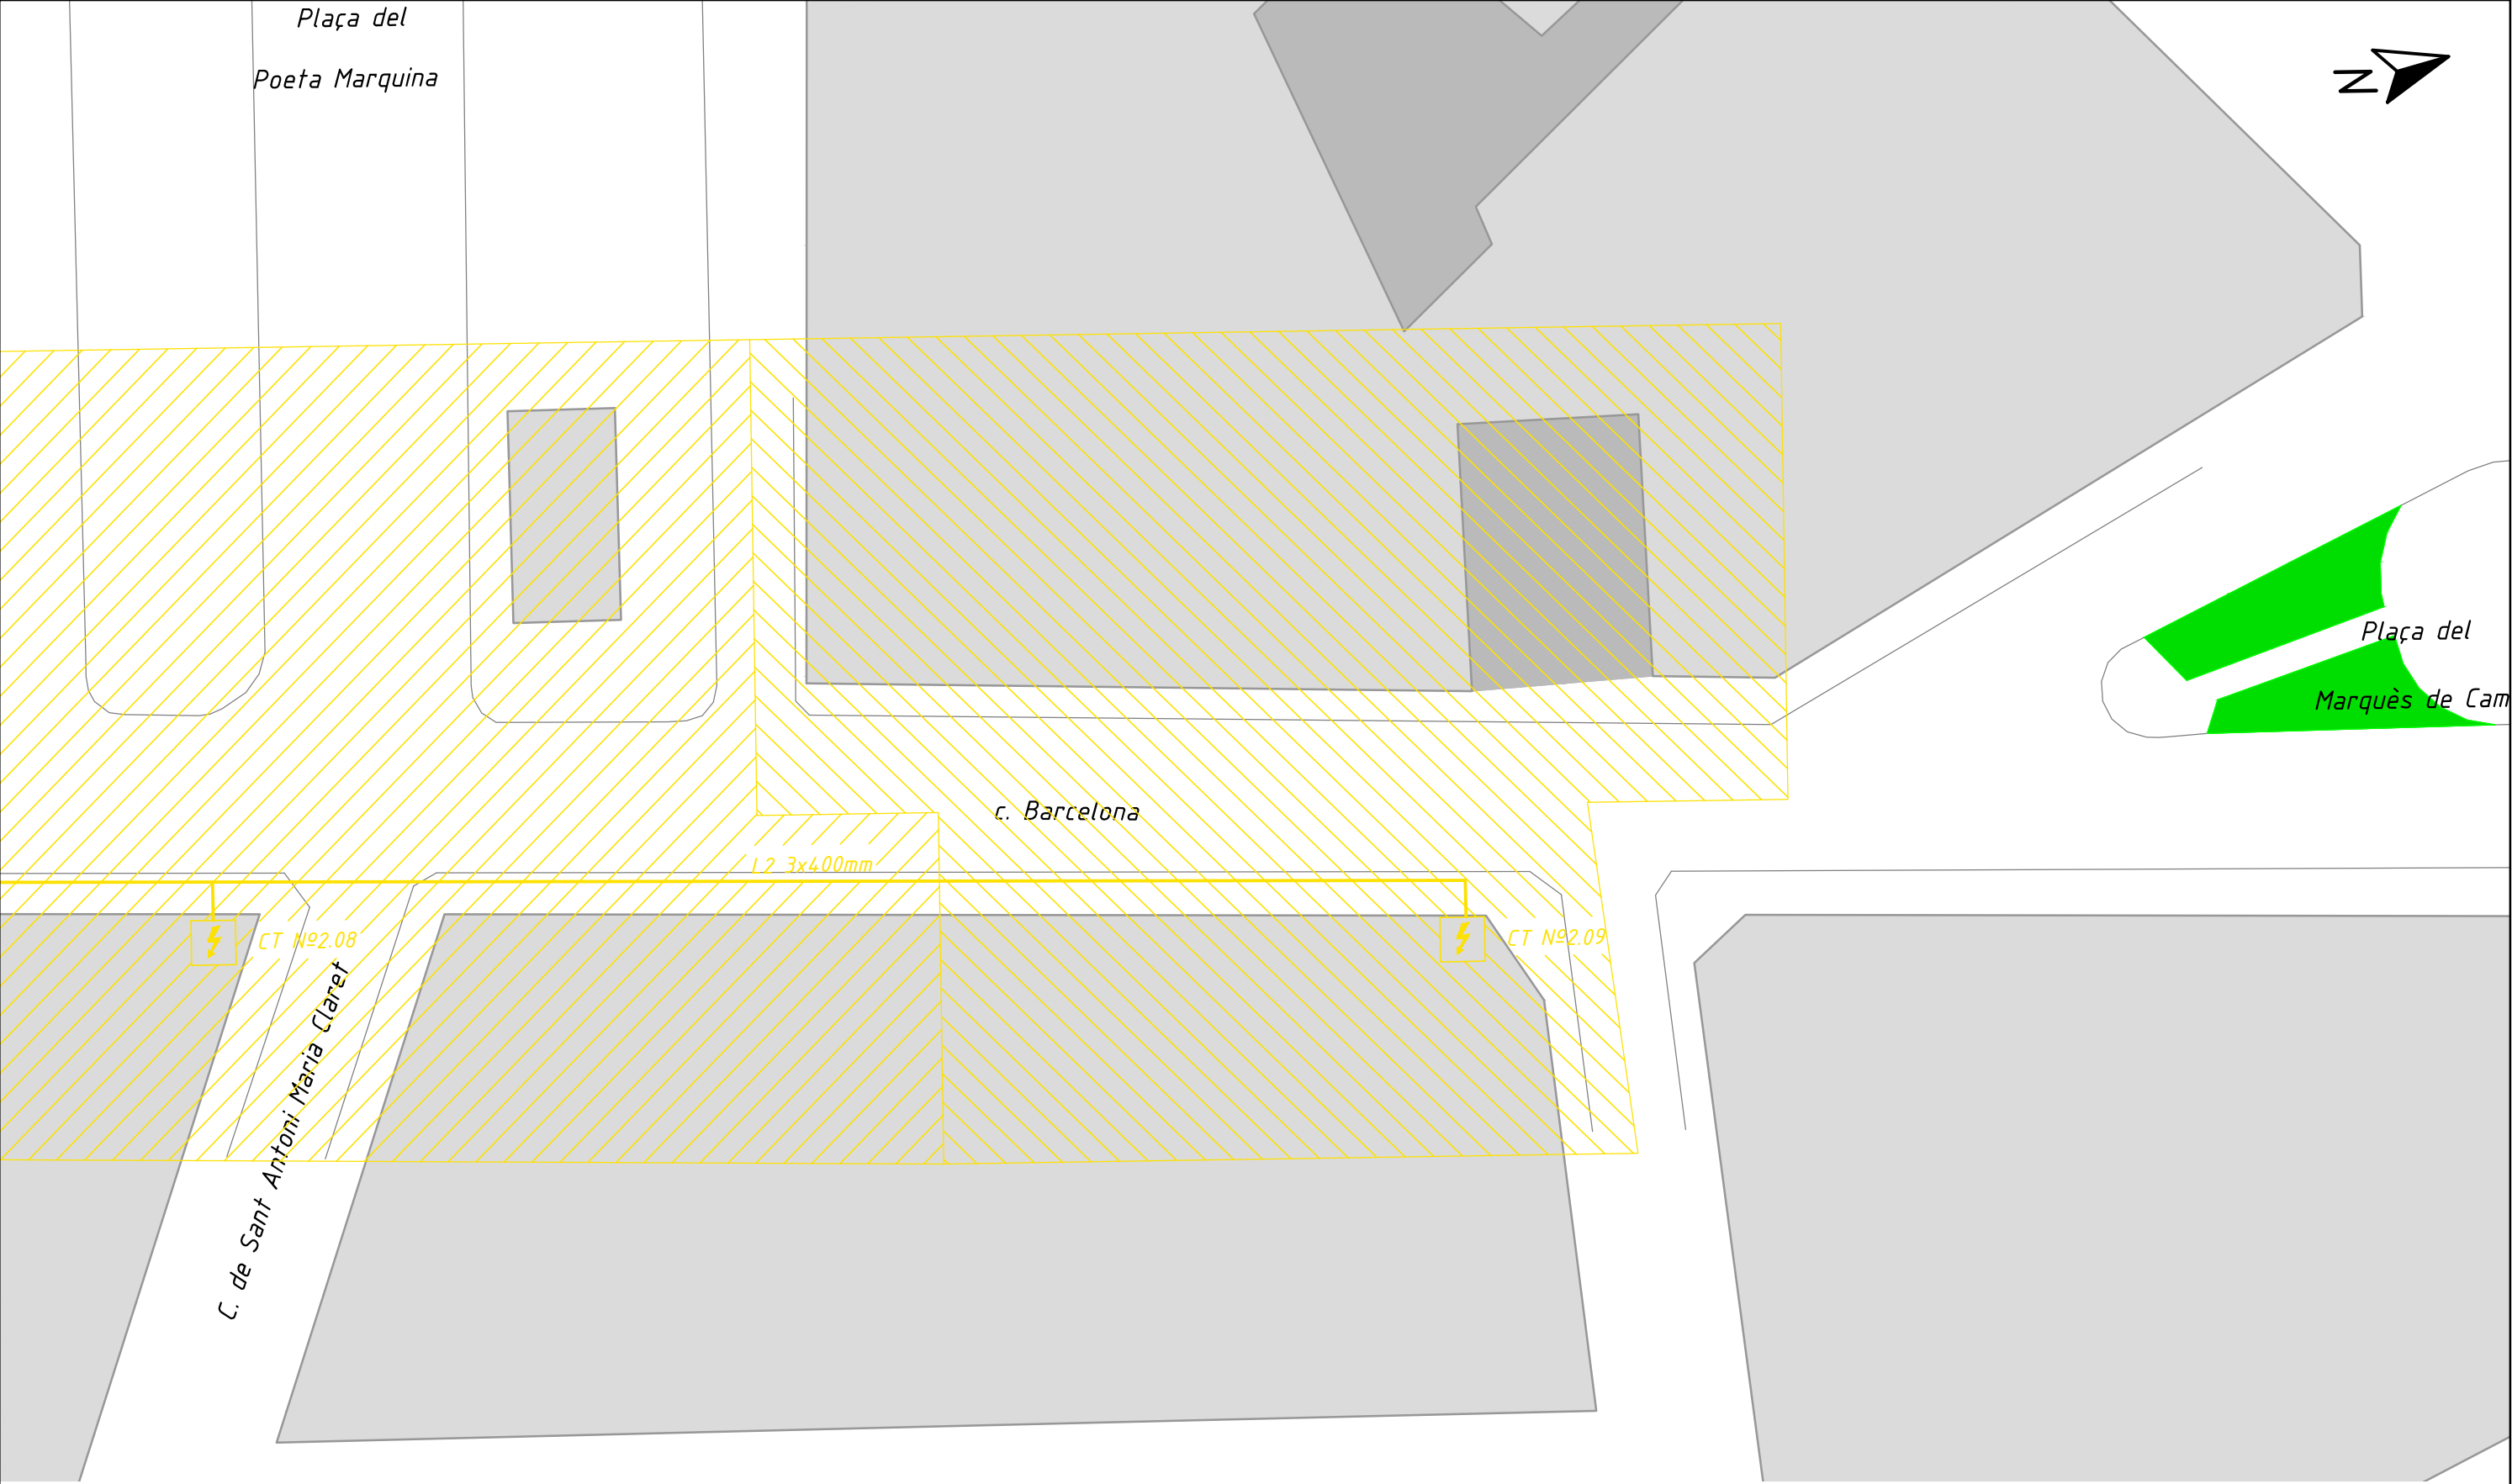 Plaça del
Poeta Marquina
N
Plaça del
Marquès de Cam
c. Barcelona
L2 3x400mm
CT Nº2.08
CT Nº2.09
C. de Sant Antoni Maria Claret